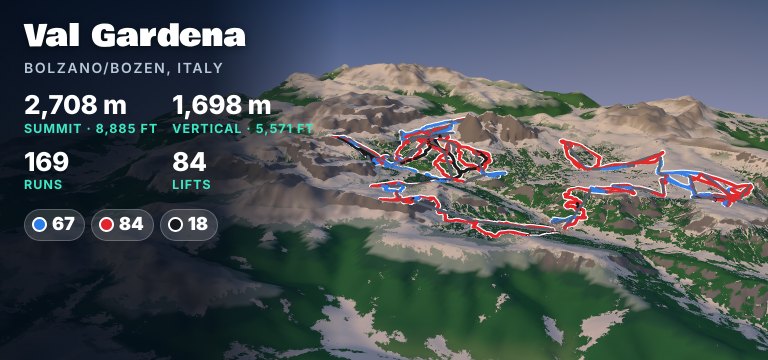 Val Gardena
BOLZANO/BOZEN, ITALY
2,708 m 1,698 m
SUMMIT · 8,885 FT VERTICAL · 5,571 FT
169 84
RUNS LIFTS
67 84 18